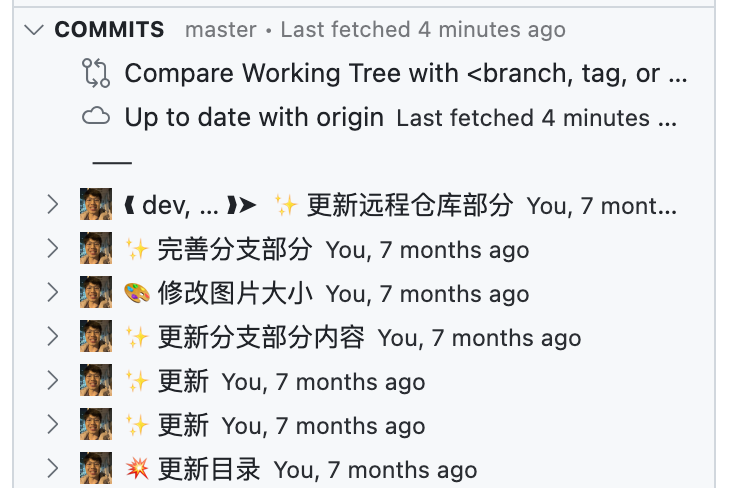 COMMITS master • Last fetched 4 minutes ago
Compare Working Tree with <branch, tag, or ...
Up to date with origin Last fetched 4 minutes ...
⦗ dev, ... ⦘➤ ✨ 更新远程仓库部分 You, 7 mont...
✨ 完善分支部分 You, 7 months ago
🎨 修改图片大小 You, 7 months ago
✨ 更新分支部分内容 You, 7 months ago
✨ 更新 You, 7 months ago
✨ 更新 You, 7 months ago
💥 更新目录 You, 7 months ago